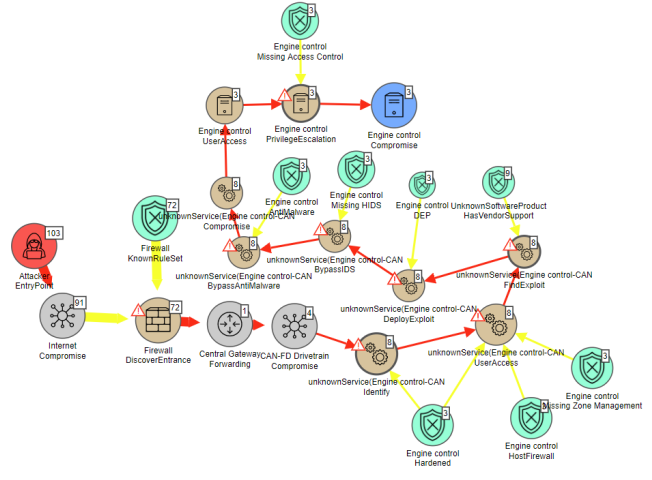 3
Engine control
Missing Access Control
3
Engine control
UserAccess
3
Engine control
PrivilegeEscalation
3
Engine control
Compromise
8
unknownService(Engine control-CAN
Compromise
3
Engine control
AntiMalware
3
Engine control
Missing HIDS
3
Engine control
DEP
9
UnknownSoftwareProduct
HasVendorSupport
72
Firewall
KnownRuleSet
8
unknownService(Engine control-CAN
BypassAntiMalware
8
unknownService(Engine control-CAN
BypassIDS
8
unknownService(Engine control-CAN
DeployExploit
8
unknownService(Engine control-CAN
FindExploit
103
Attacker
EntryPoint
91
Internet
Compromise
72
Firewall
DiscoverEntrance
1
Central Gateway
Forwarding
4
CAN-FD Drivetrain
Compromise
8
unknownService(Engine control-CAN
Identify
8
unknownService(Engine control-CAN
UserAccess
3
Engine control
Missing Zone Management
3
Engine control
Hardened
Engine control
HostFirewall